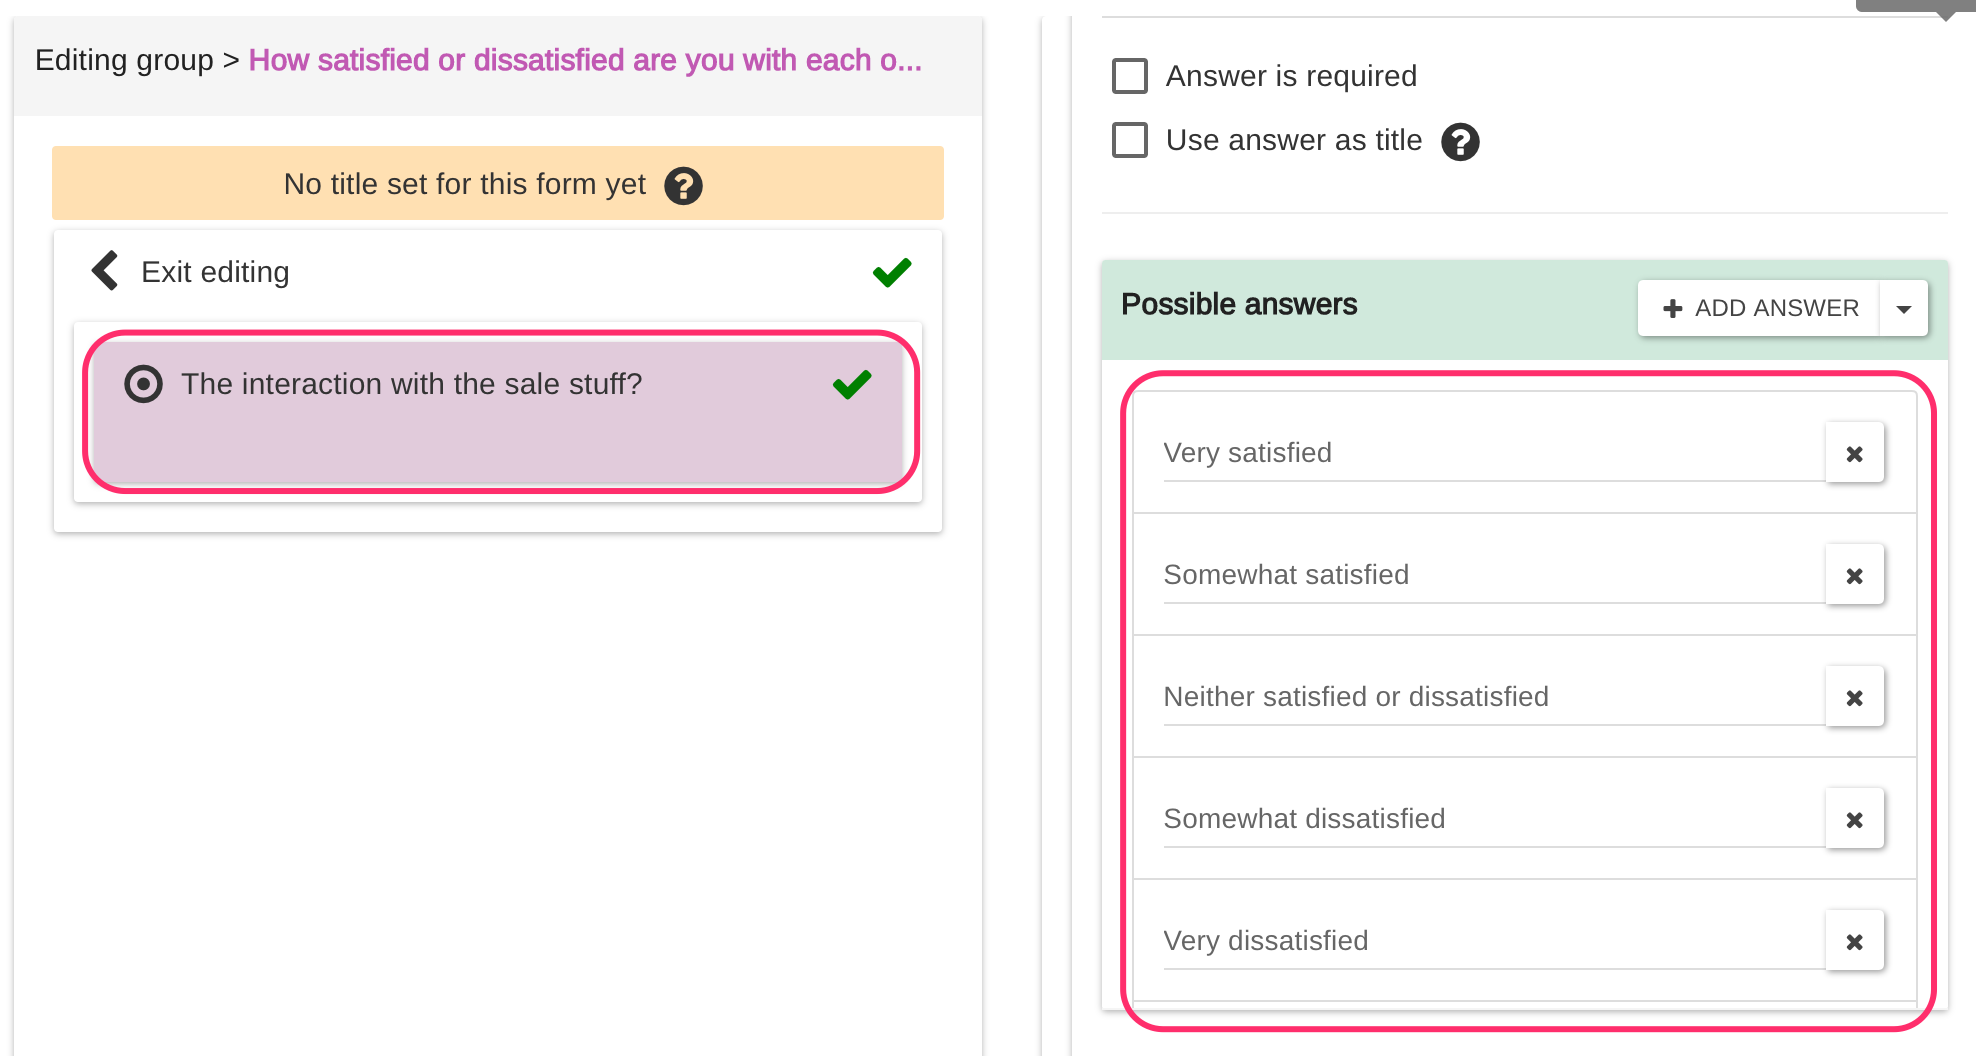 Editing group > How satisfied or dissatisfied are you with each o...
No title set for this form yet
Exit editing
The interaction with the sale stuff?
Answer is required
Use answer as title
Possible answers
ADD ANSWER
Very satisfied
Somewhat satisfied
Neither satisfied or dissatisfied
Somewhat dissatisfied
Very dissatisfied